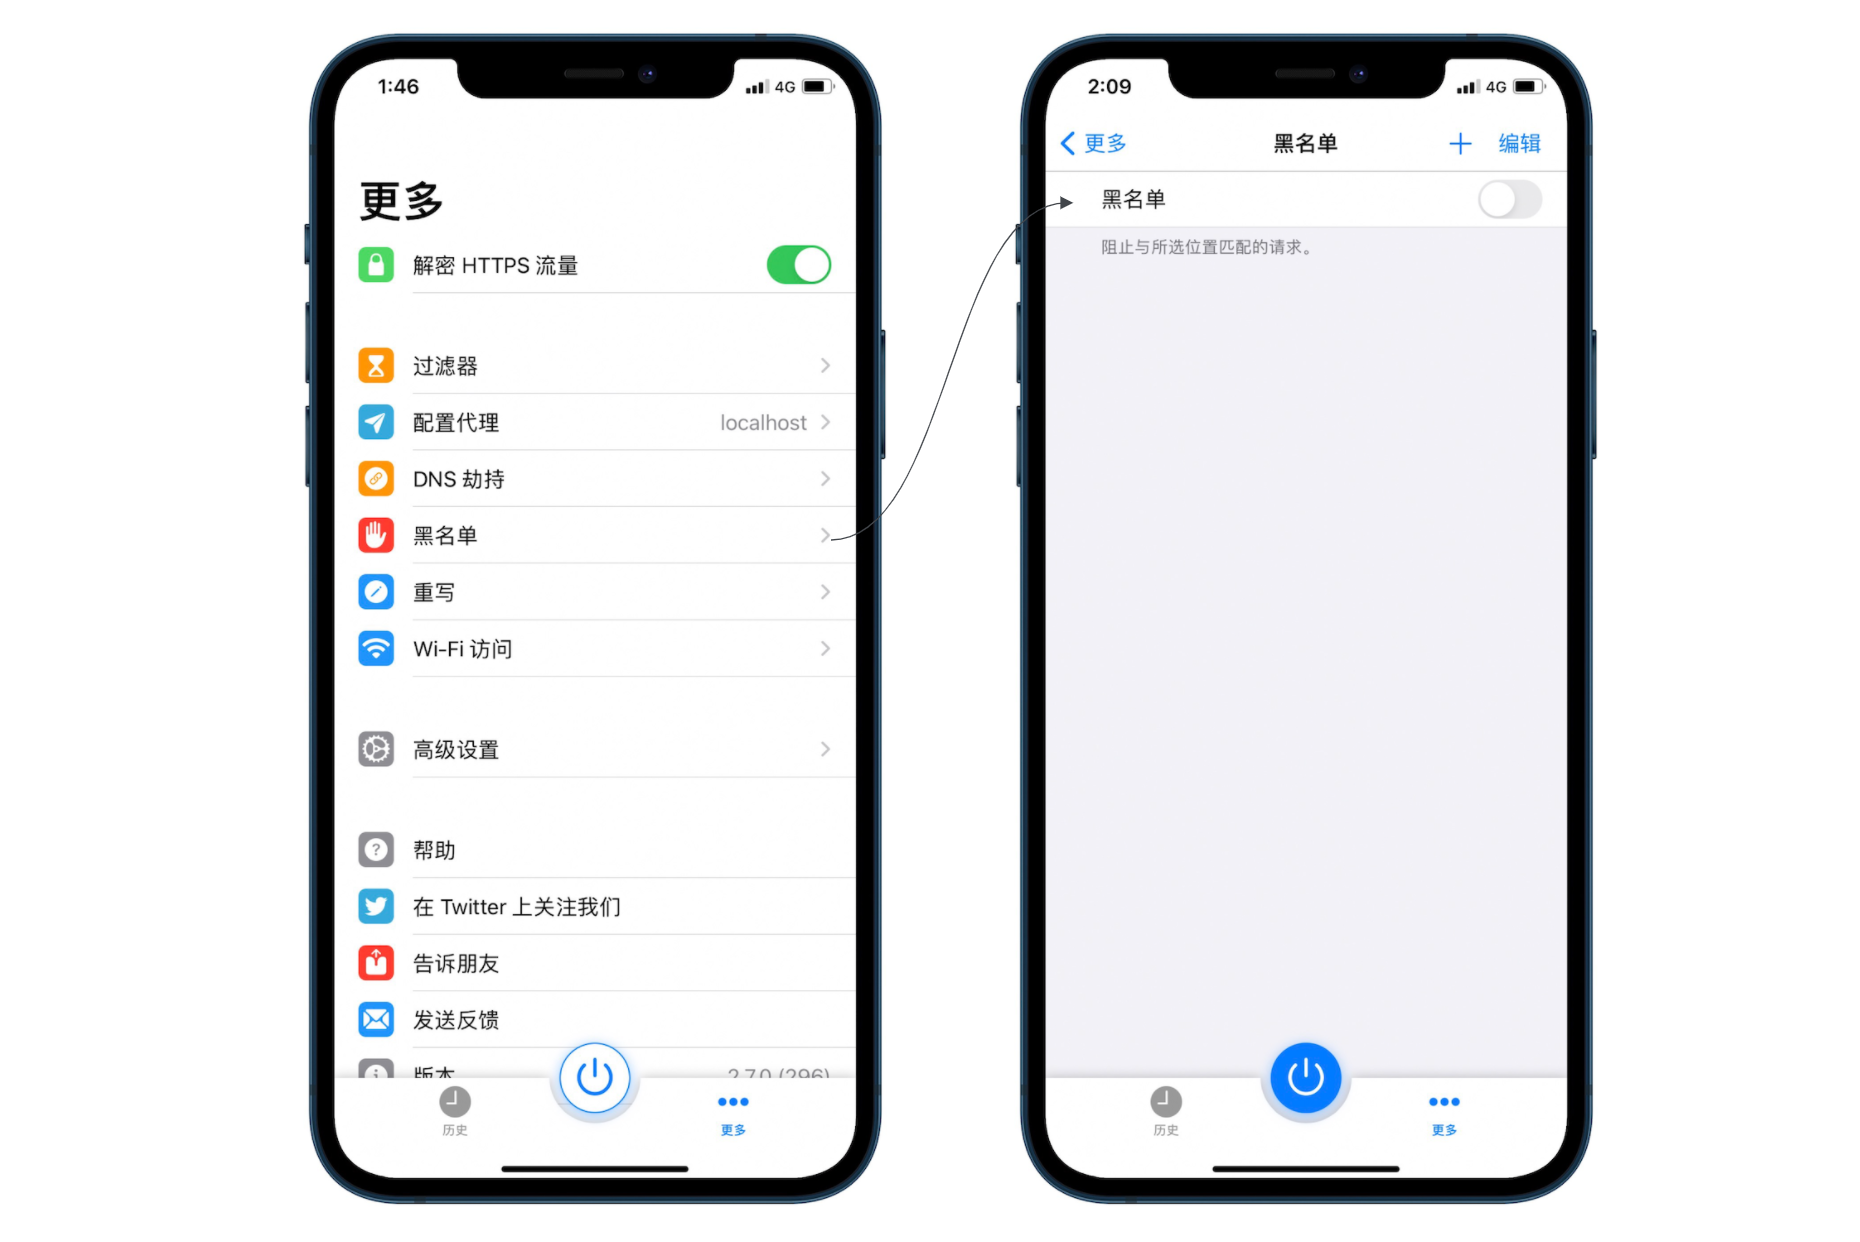 1:46
4G
更多
解密 HTTPS 流量
过滤器
配置代理 localhost
DNS 劫持
黑名单
重写
Wi-Fi 访问
高级设置
帮助
在 Twitter 上关注我们
告诉朋友
发送反馈
版本 2.7.0 (296)
历史
更多
2:09
4G
更多 黑名单 编辑
黑名单
阻止与所选位置匹配的请求。
历史
更多